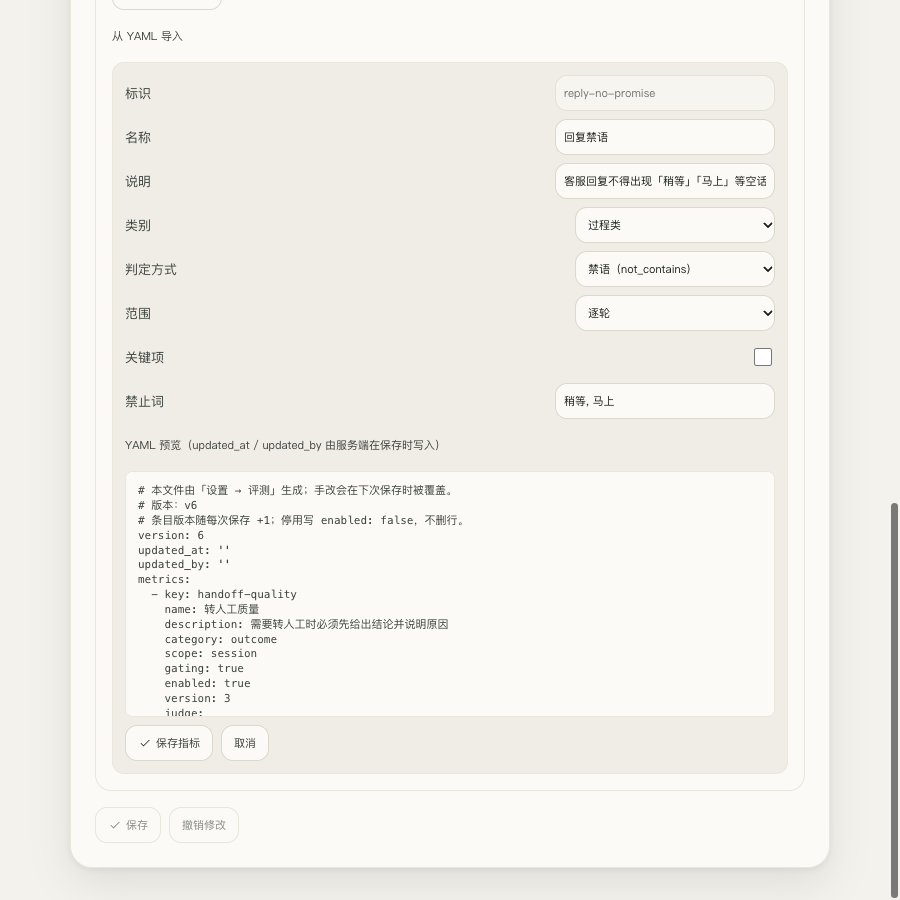 从 YAML 导入
标识
reply-no-promise
名称
回复禁语
说明
客服回复不得出现「稍等」「马上」等空话
类别
过程类
判定方式
禁语（not_contains）
范围
逐轮
关键项
禁止词
稍等, 马上
YAML 预览（updated_at / updated_by 由服务端在保存时写入）
# 本文件由「设置 → 评测」生成；手改会在下次保存时被覆盖。
# 版本：v6
# 条目版本随每次保存 +1；停用写 enabled: false，不删行。
version: 6
updated_at: ''
updated_by: ''
metrics:
  - key: handoff-quality
    name: 转人工质量
    description: 需要转人工时必须先给出结论并说明原因
    category: outcome
    scope: session
    gating: true
    enabled: true
    version: 3
    judge:
保存指标
取消
保存
撤销修改